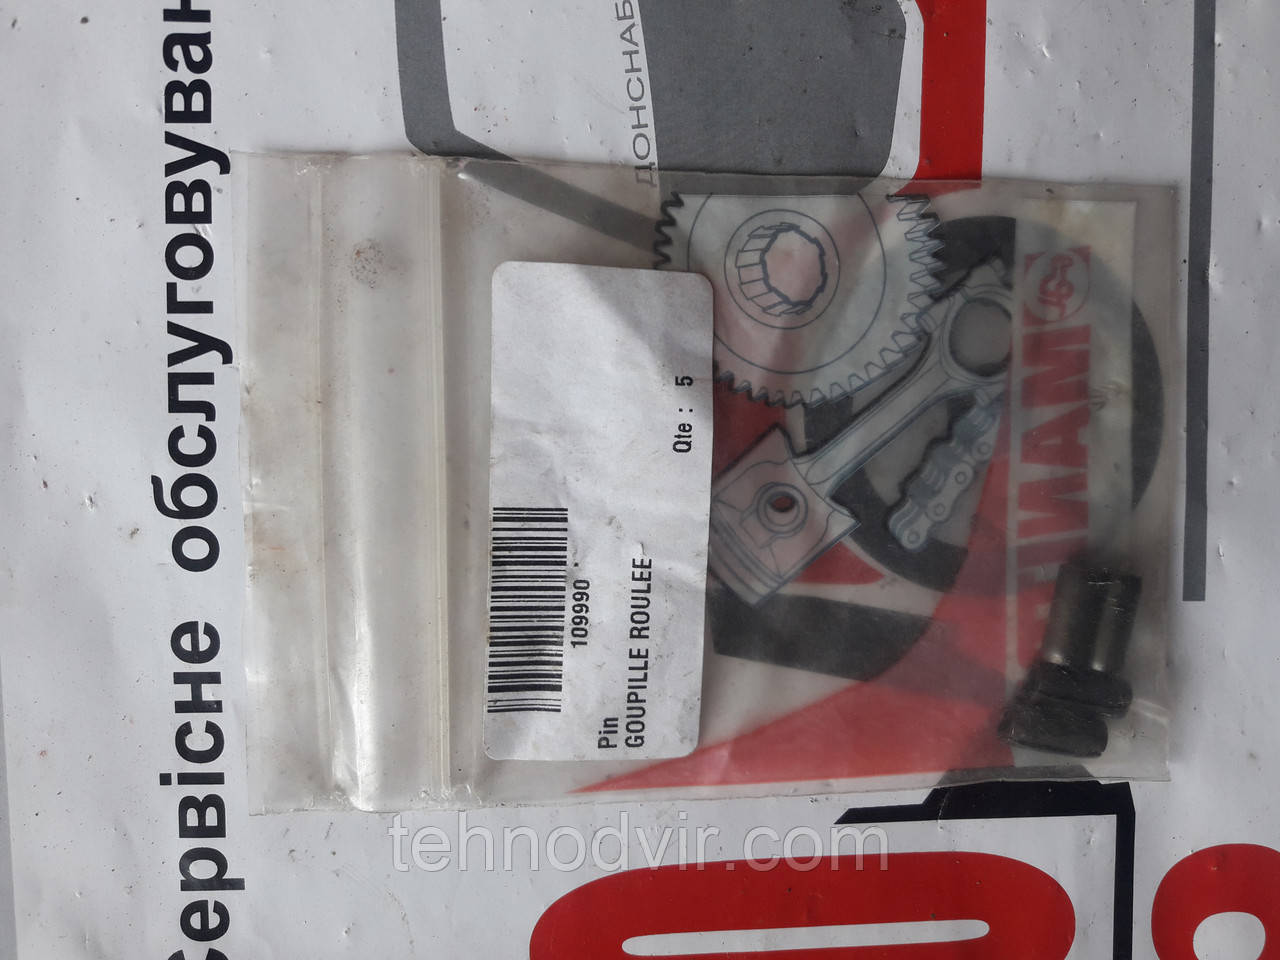 Сервісне обслуговуван
ДОНСНАБ
109990
Pin
GOUPILLE ROULEE
Qte : 5
tehnodvir.com